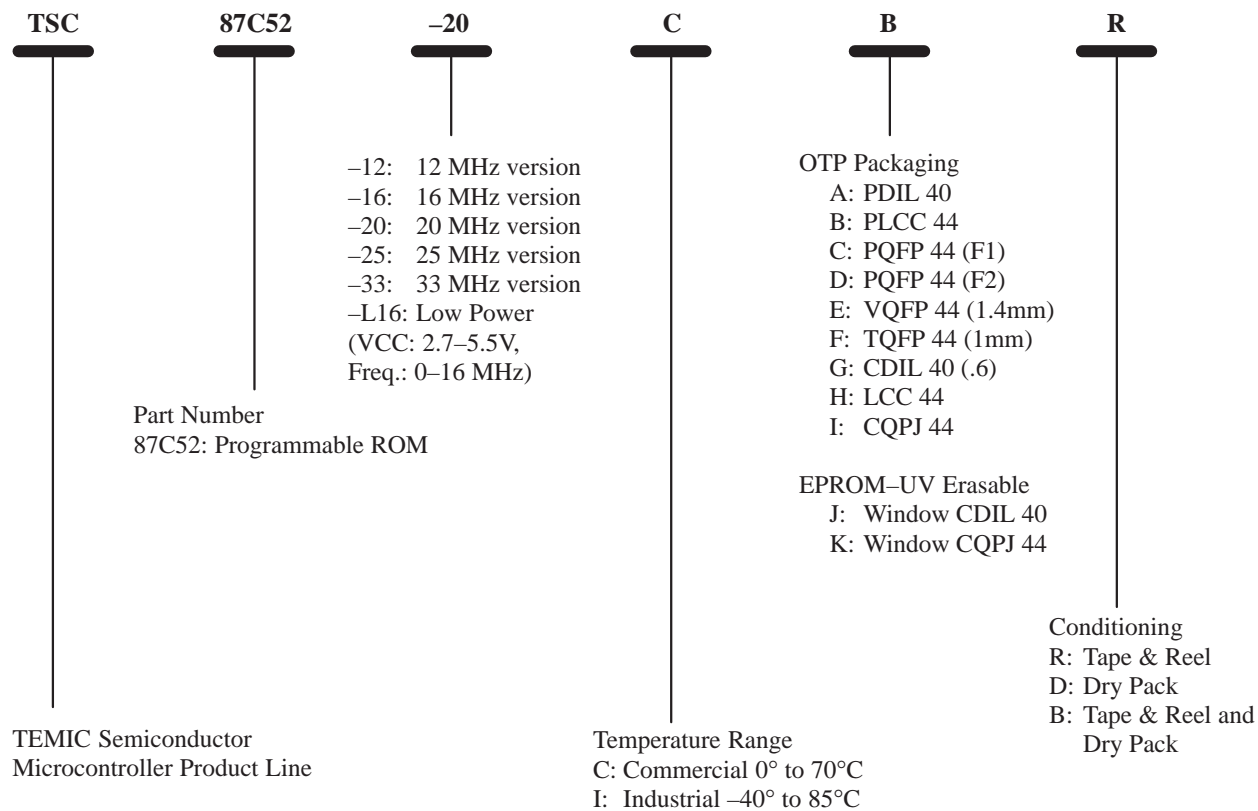 TSC 87C52 –20 C B R
–12: 12 MHz version
–16: 16 MHz version
–20: 20 MHz version
–25: 25 MHz version
–33: 33 MHz version
–L16: Low Power
(VCC: 2.7–5.5V,
Freq.: 0–16 MHz)
OTP Packaging
A: PDIL 40
B: PLCC 44
C: PQFP 44 (F1)
D: PQFP 44 (F2)
E: VQFP 44 (1.4mm)
F: TQFP 44 (1mm)
G: CDIL 40 (.6)
H: LCC 44
I: CQPJ 44
EPROM–UV Erasable
J: Window CDIL 40
K: Window CQPJ 44
Part Number
87C52: Programmable ROM
Conditioning
R: Tape & Reel
D: Dry Pack
B: Tape & Reel and
Dry Pack
TEMIC Semiconductor
Microcontroller Product Line
Temperature Range
C: Commercial 0° to 70°C
I: Industrial –40° to 85°C